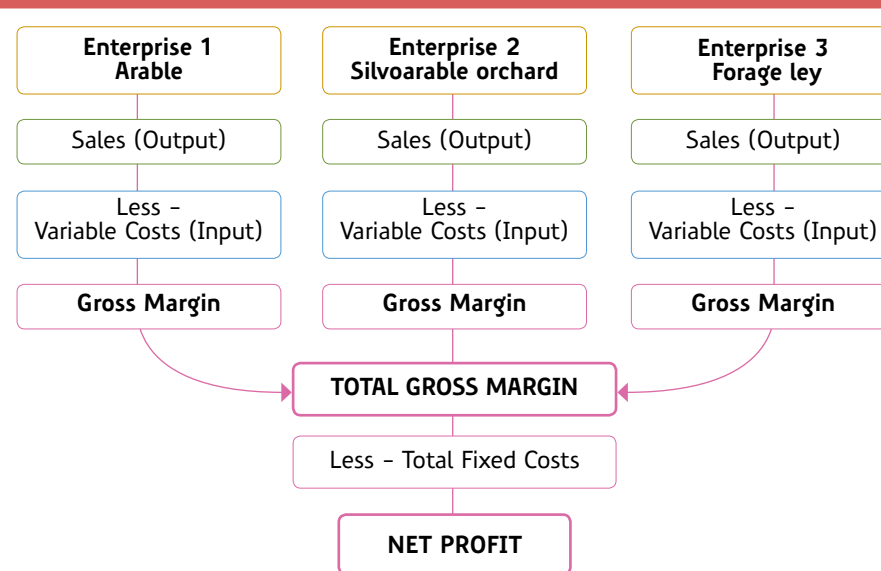 Enterprise 1
Arable
Enterprise 2
Silvoarable orchard
Enterprise 3
Forage ley
Sales (Output)
Sales (Output)
Sales (Output)
Less –
Variable Costs (Input)
Less –
Variable Costs (Input)
Less –
Variable Costs (Input)
Gross Margin
Gross Margin
Gross Margin
TOTAL GROSS MARGIN
Less – Total Fixed Costs
NET PROFIT